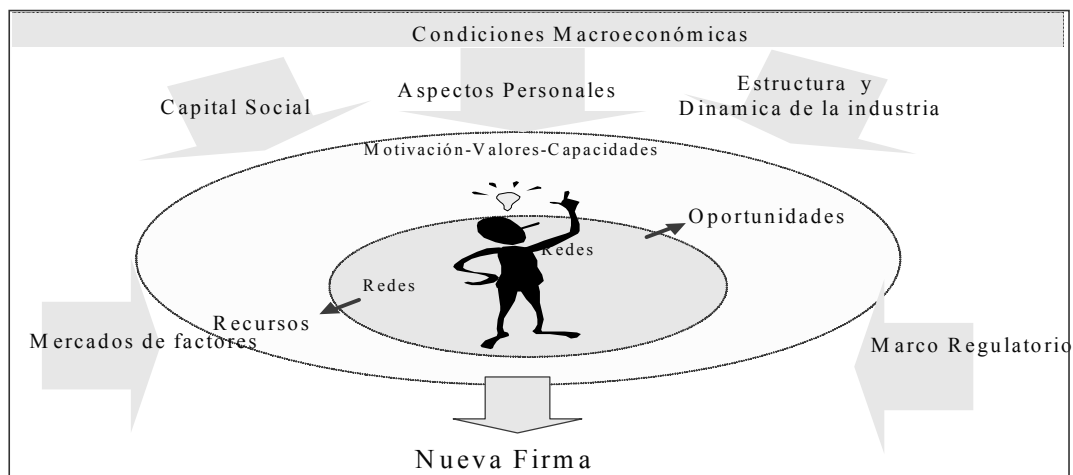 Condiciones Macroeconómicas
Capital Social
Aspectos Personales
Estructura y
Dinamica de la industria
Motivación-Valores-Capacidades
Oportunidades
Redes
Redes
Recursos
Mercados de factores
Marco Regulatorio
Nueva Firma